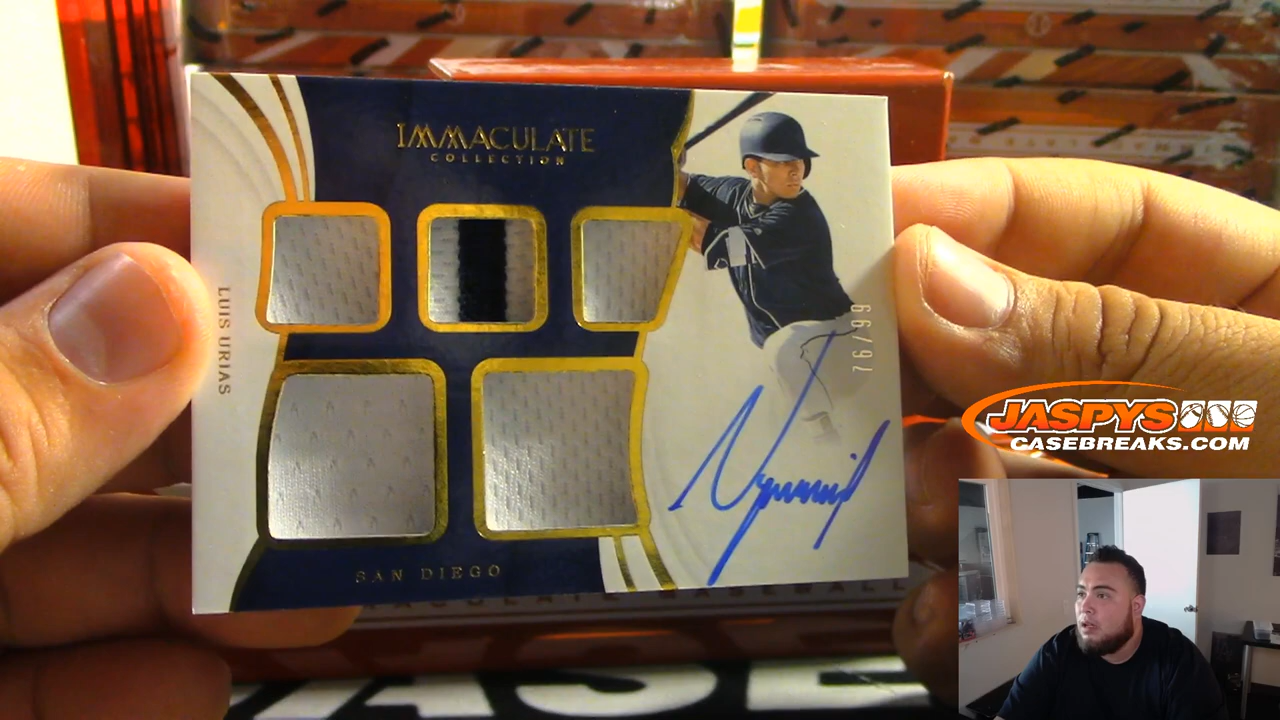 IMMACULATE
COLLECTION
LUIS URIAS
76/99
SAN DIEGO
JASPYS
CASEBREAKS.COM